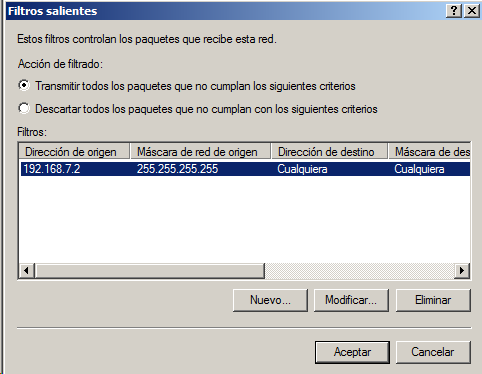 Filtros salientes
Estos filtros controlan los paquetes que recibe esta red.
Acción de filtrado:
Transmitir todos los paquetes que no cumplan los siguientes criterios
Descartar todos los paquetes que no cumplan con los siguientes criterios
Filtros:
Dirección de origen Máscara de red de origen Dirección de destino Máscara de des
192.168.7.2 255.255.255.255 Cualquiera Cualquiera
Nuevo... Modificar... Eliminar
Aceptar Cancelar